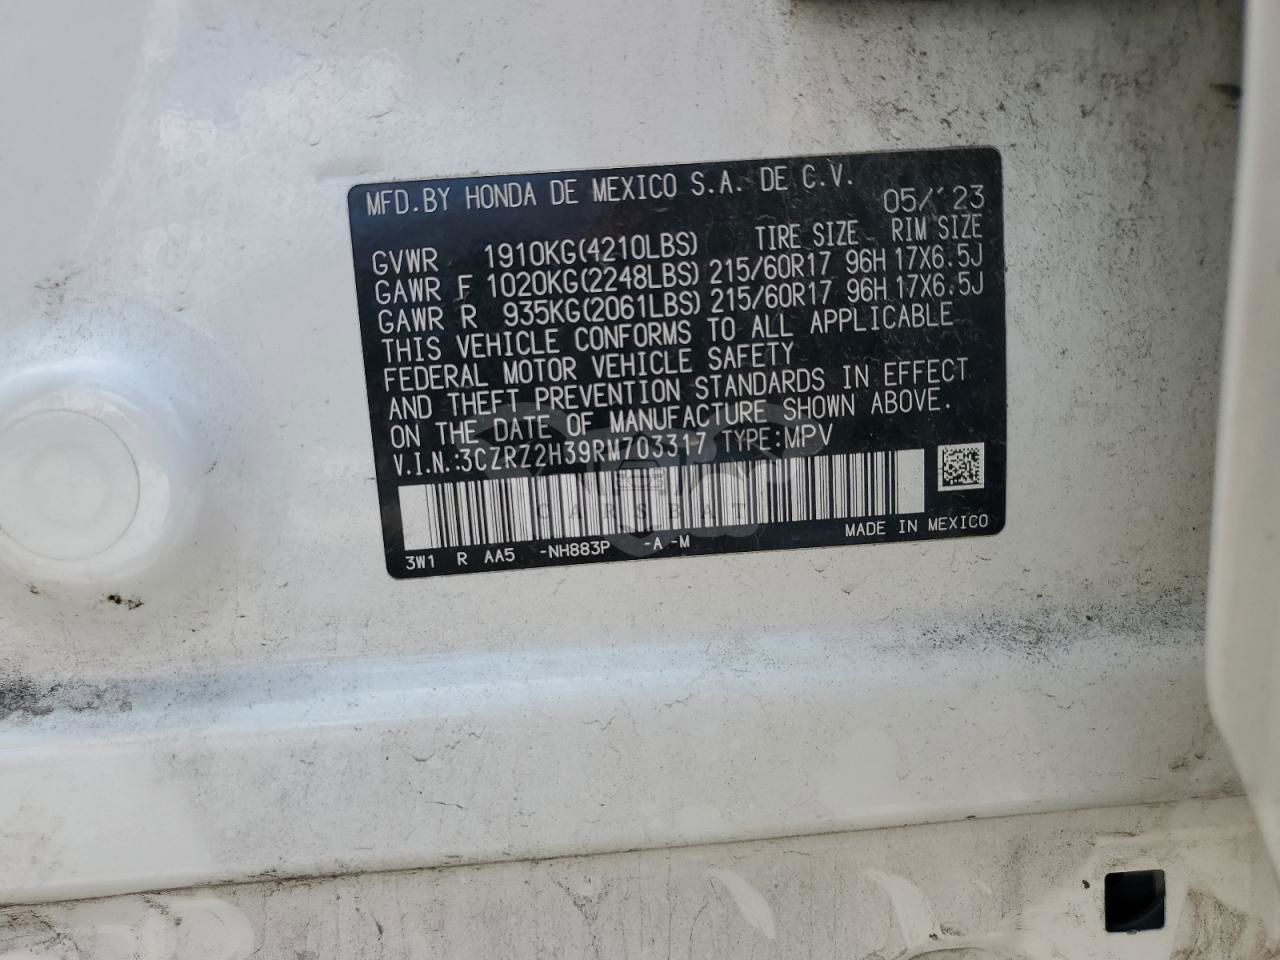 MFD.BY HONDA DE MEXICO S.A. DE C.V. 05/'23
GVWR 1910KG(4210LBS) TIRE SIZE RIM SIZE
GAWR F 1020KG(2248LBS) 215/60R17 96H 17X6.5J
GAWR R 935KG(2061LBS) 215/60R17 96H 17X6.5J
THIS VEHICLE CONFORMS TO ALL APPLICABLE
FEDERAL MOTOR VEHICLE SAFETY
AND THEFT PREVENTION STANDARDS IN EFFECT
ON THE DATE OF MANUFACTURE SHOWN ABOVE.
V.I.N.:3CZRZ2H39RM703317 TYPE:MPV
CARSBAT
3W1 R AA5 -NH883P -A -M MADE IN MEXICO